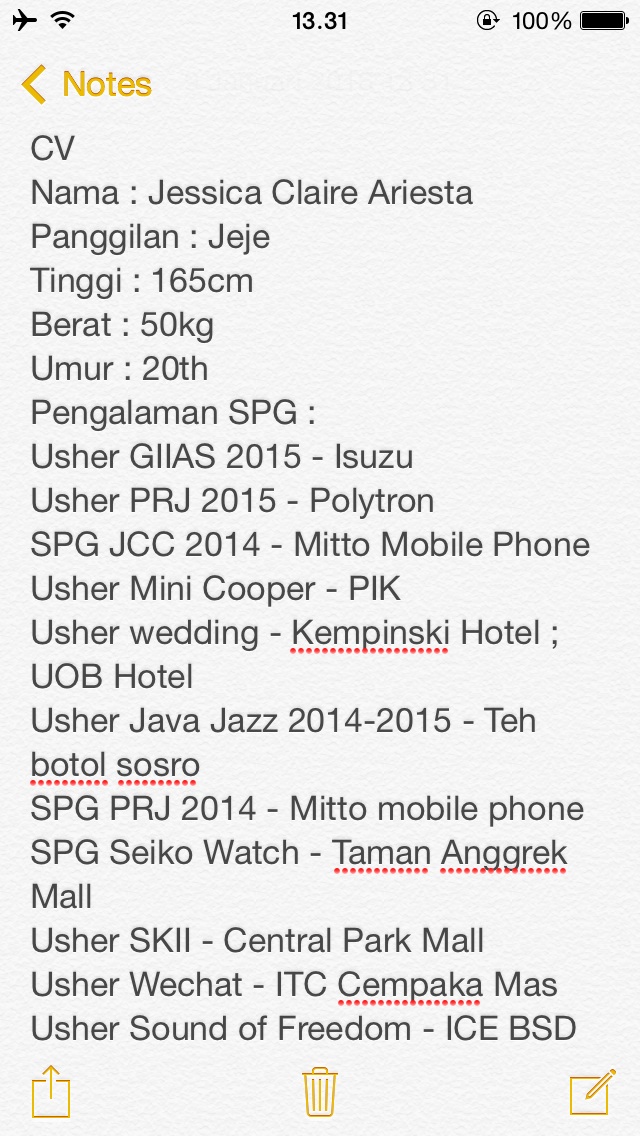 13.31
100%
Notes
CV
Nama : Jessica Claire Ariesta
Panggilan : Jeje
Tinggi : 165cm
Berat : 50kg
Umur : 20th
Pengalaman SPG :
Usher GIIAS 2015 - Isuzu
Usher PRJ 2015 - Polytron
SPG JCC 2014 - Mitto Mobile Phone
Usher Mini Cooper - PIK
Usher wedding - Kempinski Hotel ;
UOB Hotel
Usher Java Jazz 2014-2015 - Teh
botol sosro
SPG PRJ 2014 - Mitto mobile phone
SPG Seiko Watch - Taman Anggrek
Mall
Usher SKII - Central Park Mall
Usher Wechat - ITC Cempaka Mas
Usher Sound of Freedom - ICE BSD